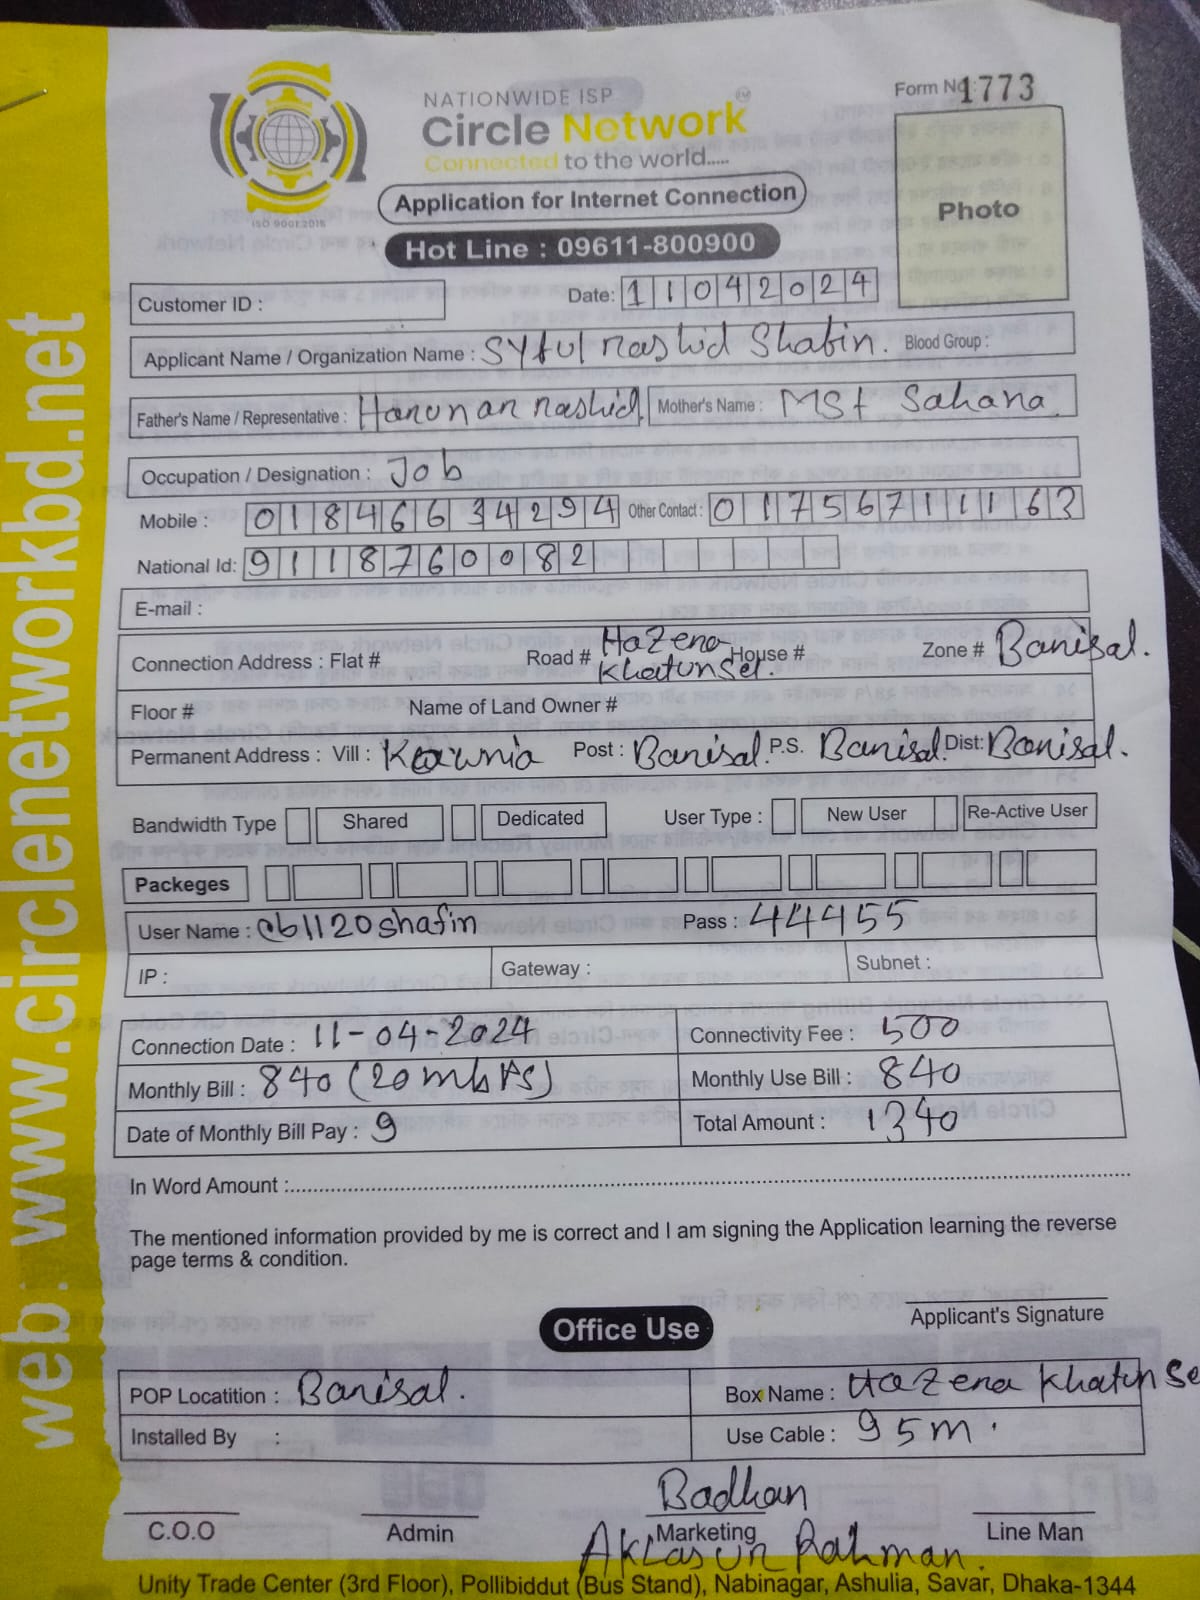 NATIONWIDE ISP
Circle Network
Connected to the world.....
ISO 9001:2015
Form No: 1773
Photo
Application for Internet Connection
Hot Line : 09611-800900
Customer ID :
Date: 11042024
Applicant Name / Organization Name : Syful rashid Shafin. Blood Group :
Father's Name / Representative : Harunan rashid. Mother's Name : MSt Sahana.
Occupation / Designation : Job
Mobile : 01846634294 Other Contact : 01756711163
National Id: 9118760082
E-mail :
Connection Address : Flat # Road # Hazena Khatun Sel. House # Zone # Barisal.
Floor # Name of Land Owner #
Permanent Address : Vill : Kawnia Post : Barisal. P.S. Barisal. Dist: Barisal.
Bandwidth Type Shared Dedicated User Type : New User Re-Active User
Packeges
User Name : cb1120shafin Pass : 44455
IP : Gateway : Subnet :
Connection Date : 11-04-2024 Connectivity Fee : 500
Monthly Bill : 840 (20mbps) Monthly Use Bill : 840
Date of Monthly Bill Pay : 9 Total Amount : 1340
In Word Amount :
The mentioned information provided by me is correct and I am signing the Application learning the reverse
page terms & condition.
Applicant's Signature
Office Use
POP Locatition : Barisal. Box Name : Hazena Khatun Se
Installed By : Use Cable : 95m.
Badhan
C.O.O Admin Marketing Line Man
Rahman.
Unity Trade Center (3rd Floor), Pollibiddut (Bus Stand), Nabinagar, Ashulia, Savar, Dhaka-1344
web: www.circlenetworkbd.net